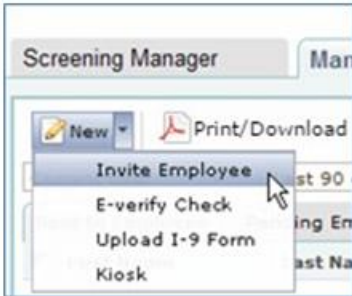 Screening Manager Man
New Print/Download
Invite Employee
st 90
E-verify Check
ing Em
Upload I-9 Form
ast Na
Kiosk